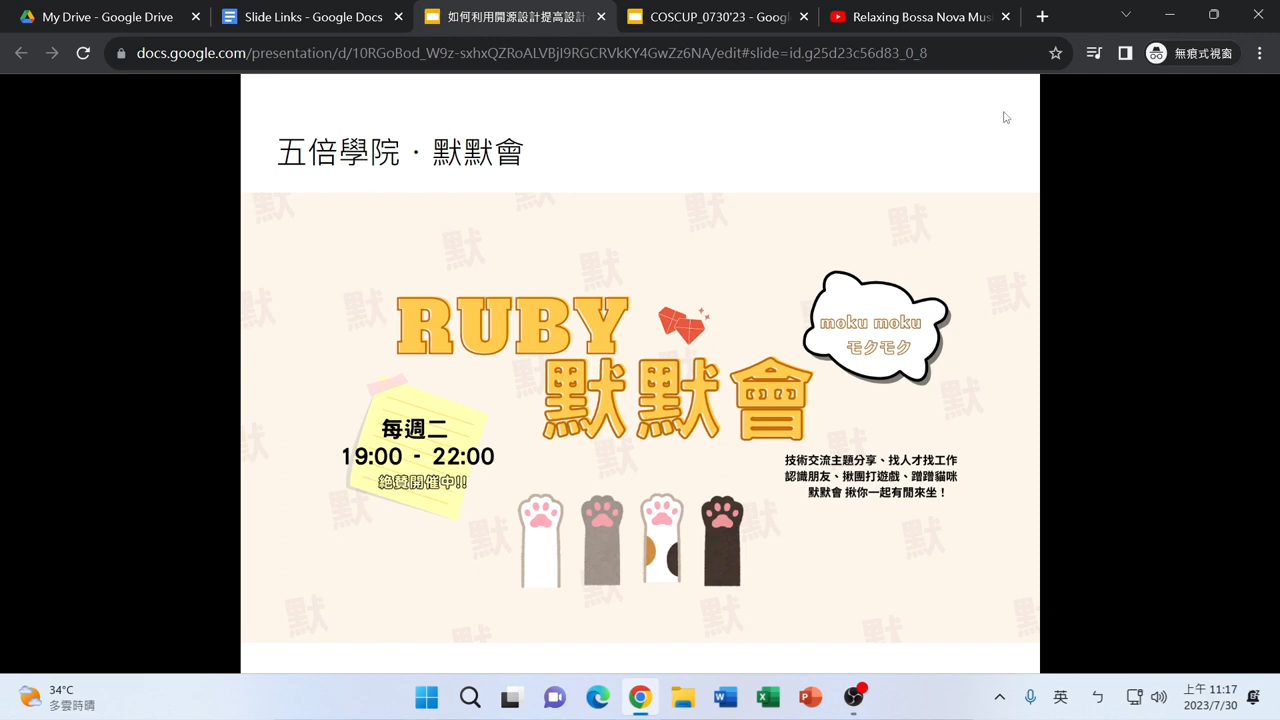 My Drive - Google Drive
Slide Links - Google Docs
如何利用開源設計提高設計
COSCUP_0730 23 - Googl
Relaxing Bossa Nova Mus
docs.google.com/presentation/d/10RGoBod_W9z-sxhxQZRoALVBjI9RGCRVkKY4GwZz6NA/edit#slide=id.g25d23c56d83_0_8
無痕式視窗
五倍學院・默默會
RUBY
默默會
moku moku
モクモク
每週二
19:00 - 22:00
絶賛開催中!!
技術交流主題分享、找人才找工作
認識朋友、揪團打遊戲、蹭蹭貓咪
默默會 揪你一起有閒來坐！
34°C
多雲時晴
英
ㄅ
上午 11:17
2023/7/30